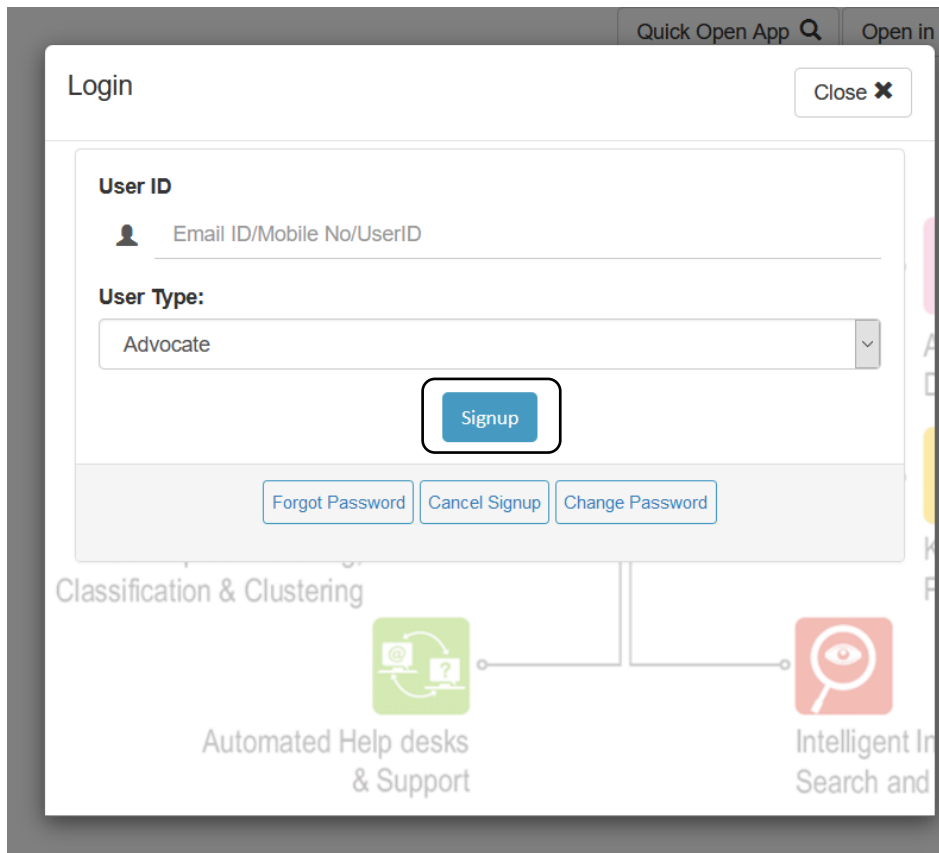 Quick Open App Open in
Login
Close
User ID
Email ID/Mobile No/UserID
User Type:
Advocate
Signup
Forgot Password Cancel Signup Change Password
Classification & Clustering
@ ?
Automated Help desks
& Support
Intelligent
Search and